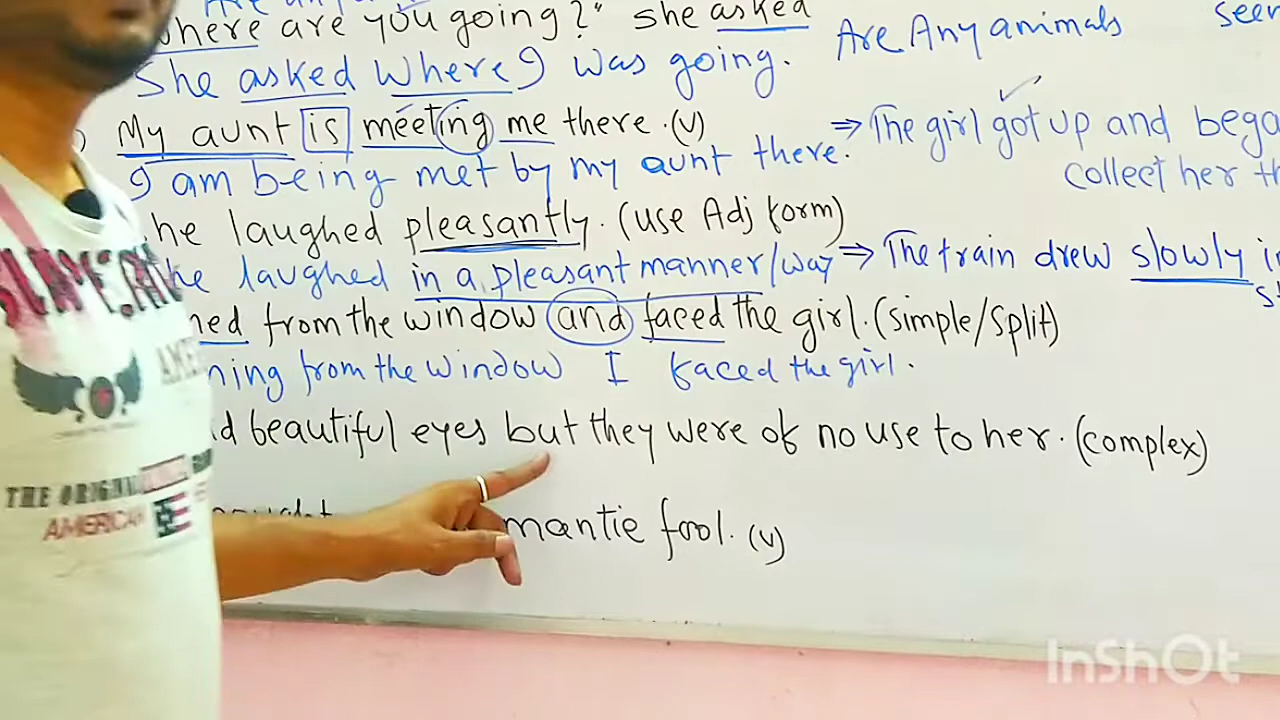 here are you going?" she asked
She asked where I was going.
Are Any animals
My aunt is meeting me there. (V)
I am being met by my aunt there.
⇒ The girl got up and bega
collect her th
he laughed pleasantly. (use Adj form)
laughed in a pleasant manner/way
⇒ The train drew slowly i
ned from the window and faced the girl. (simple/split)
ning from the window I faced the girl.
d beautiful eyes but they were of no use to her. (complex)
mantic fool. (V)
THE ORIGINAL
AMERICA
InShOt